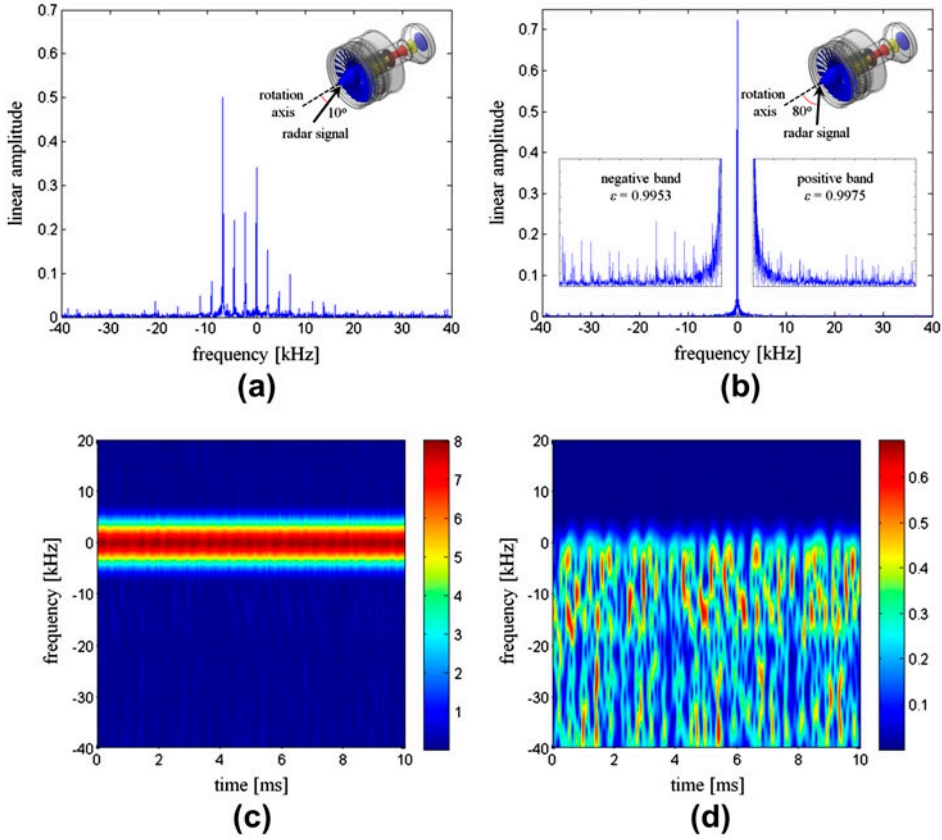 0.7
0.6
0.5
0.4
0.3
0.2
0.1
0
linear amplitude
-40 -30 -20 -10 0 10 20 30 40
frequency [kHz]
rotation
axis
10°
radar signal
(a)
0.7
0.6
0.5
0.4
0.3
0.2
0.1
0
linear amplitude
-40 -30 -20 -10 0 10 20 30 40
frequency [kHz]
rotation
axis
80°
radar signal
negative band
ε = 0.9953
positive band
ε = 0.9975
(b)
20
10
0
-10
-20
-30
-40
frequency [kHz]
0 2 4 6 8 10
time [ms]
8
7
6
5
4
3
2
1
(c)
20
10
0
-10
-20
-30
-40
frequency [kHz]
0 2 4 6 8 10
time [ms]
0.6
0.5
0.4
0.3
0.2
0.1
(d)